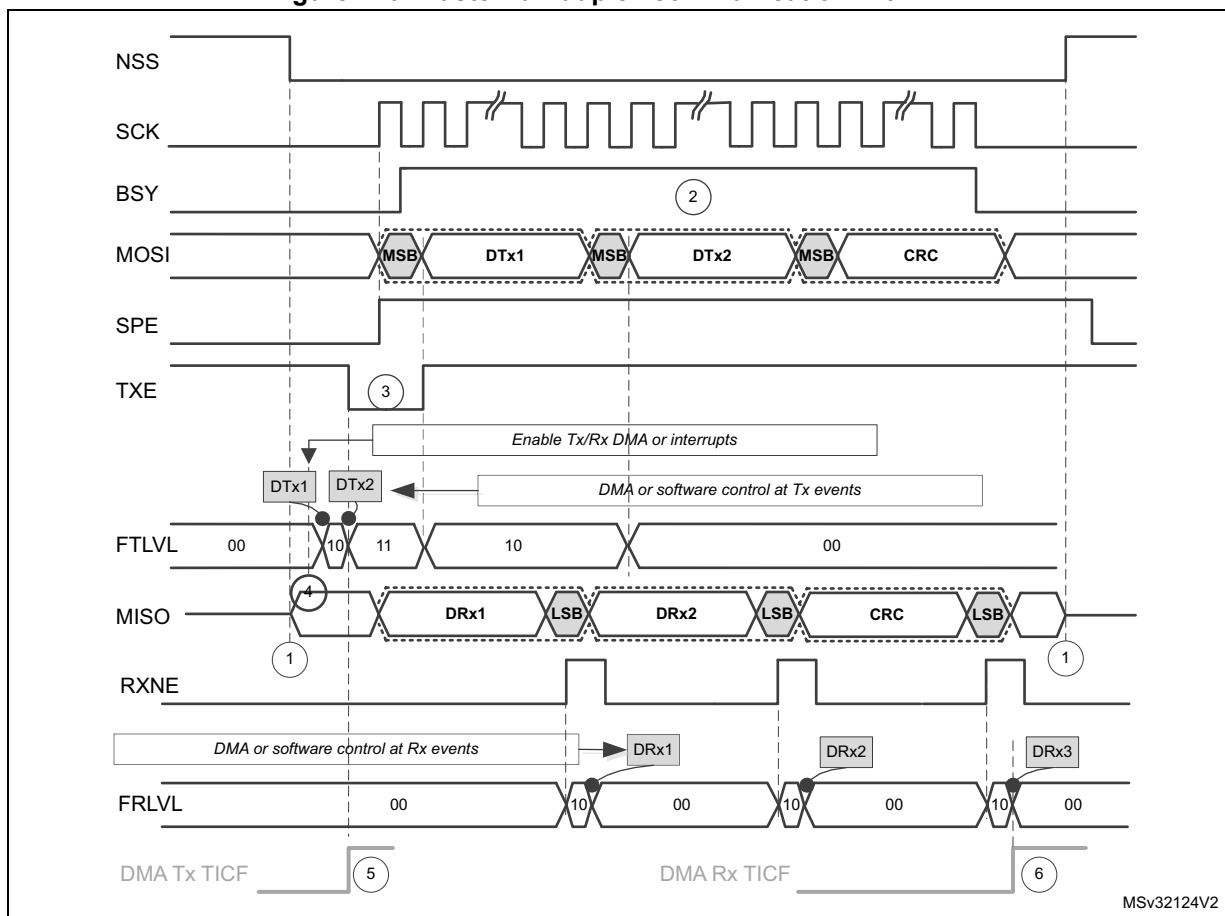 NSS
SCK
BSY
2
MOSI
MSB DTx1 MSB DTx2 MSB CRC
SPE
TXE
3
Enable Tx/Rx DMA or interrupts
DTx1 DTx2 DMA or software control at Tx events
FTLVL 00 10 11 10 00
4
MISO DRx1 LSB DRx2 LSB CRC LSB
1 1
RXNE
DMA or software control at Rx events DRx1 DRx2 DRx3
FRLVL 00 10 00 10 00 10 00
DMA Tx TICF 5 DMA Rx TICF 6
MSv32124V2